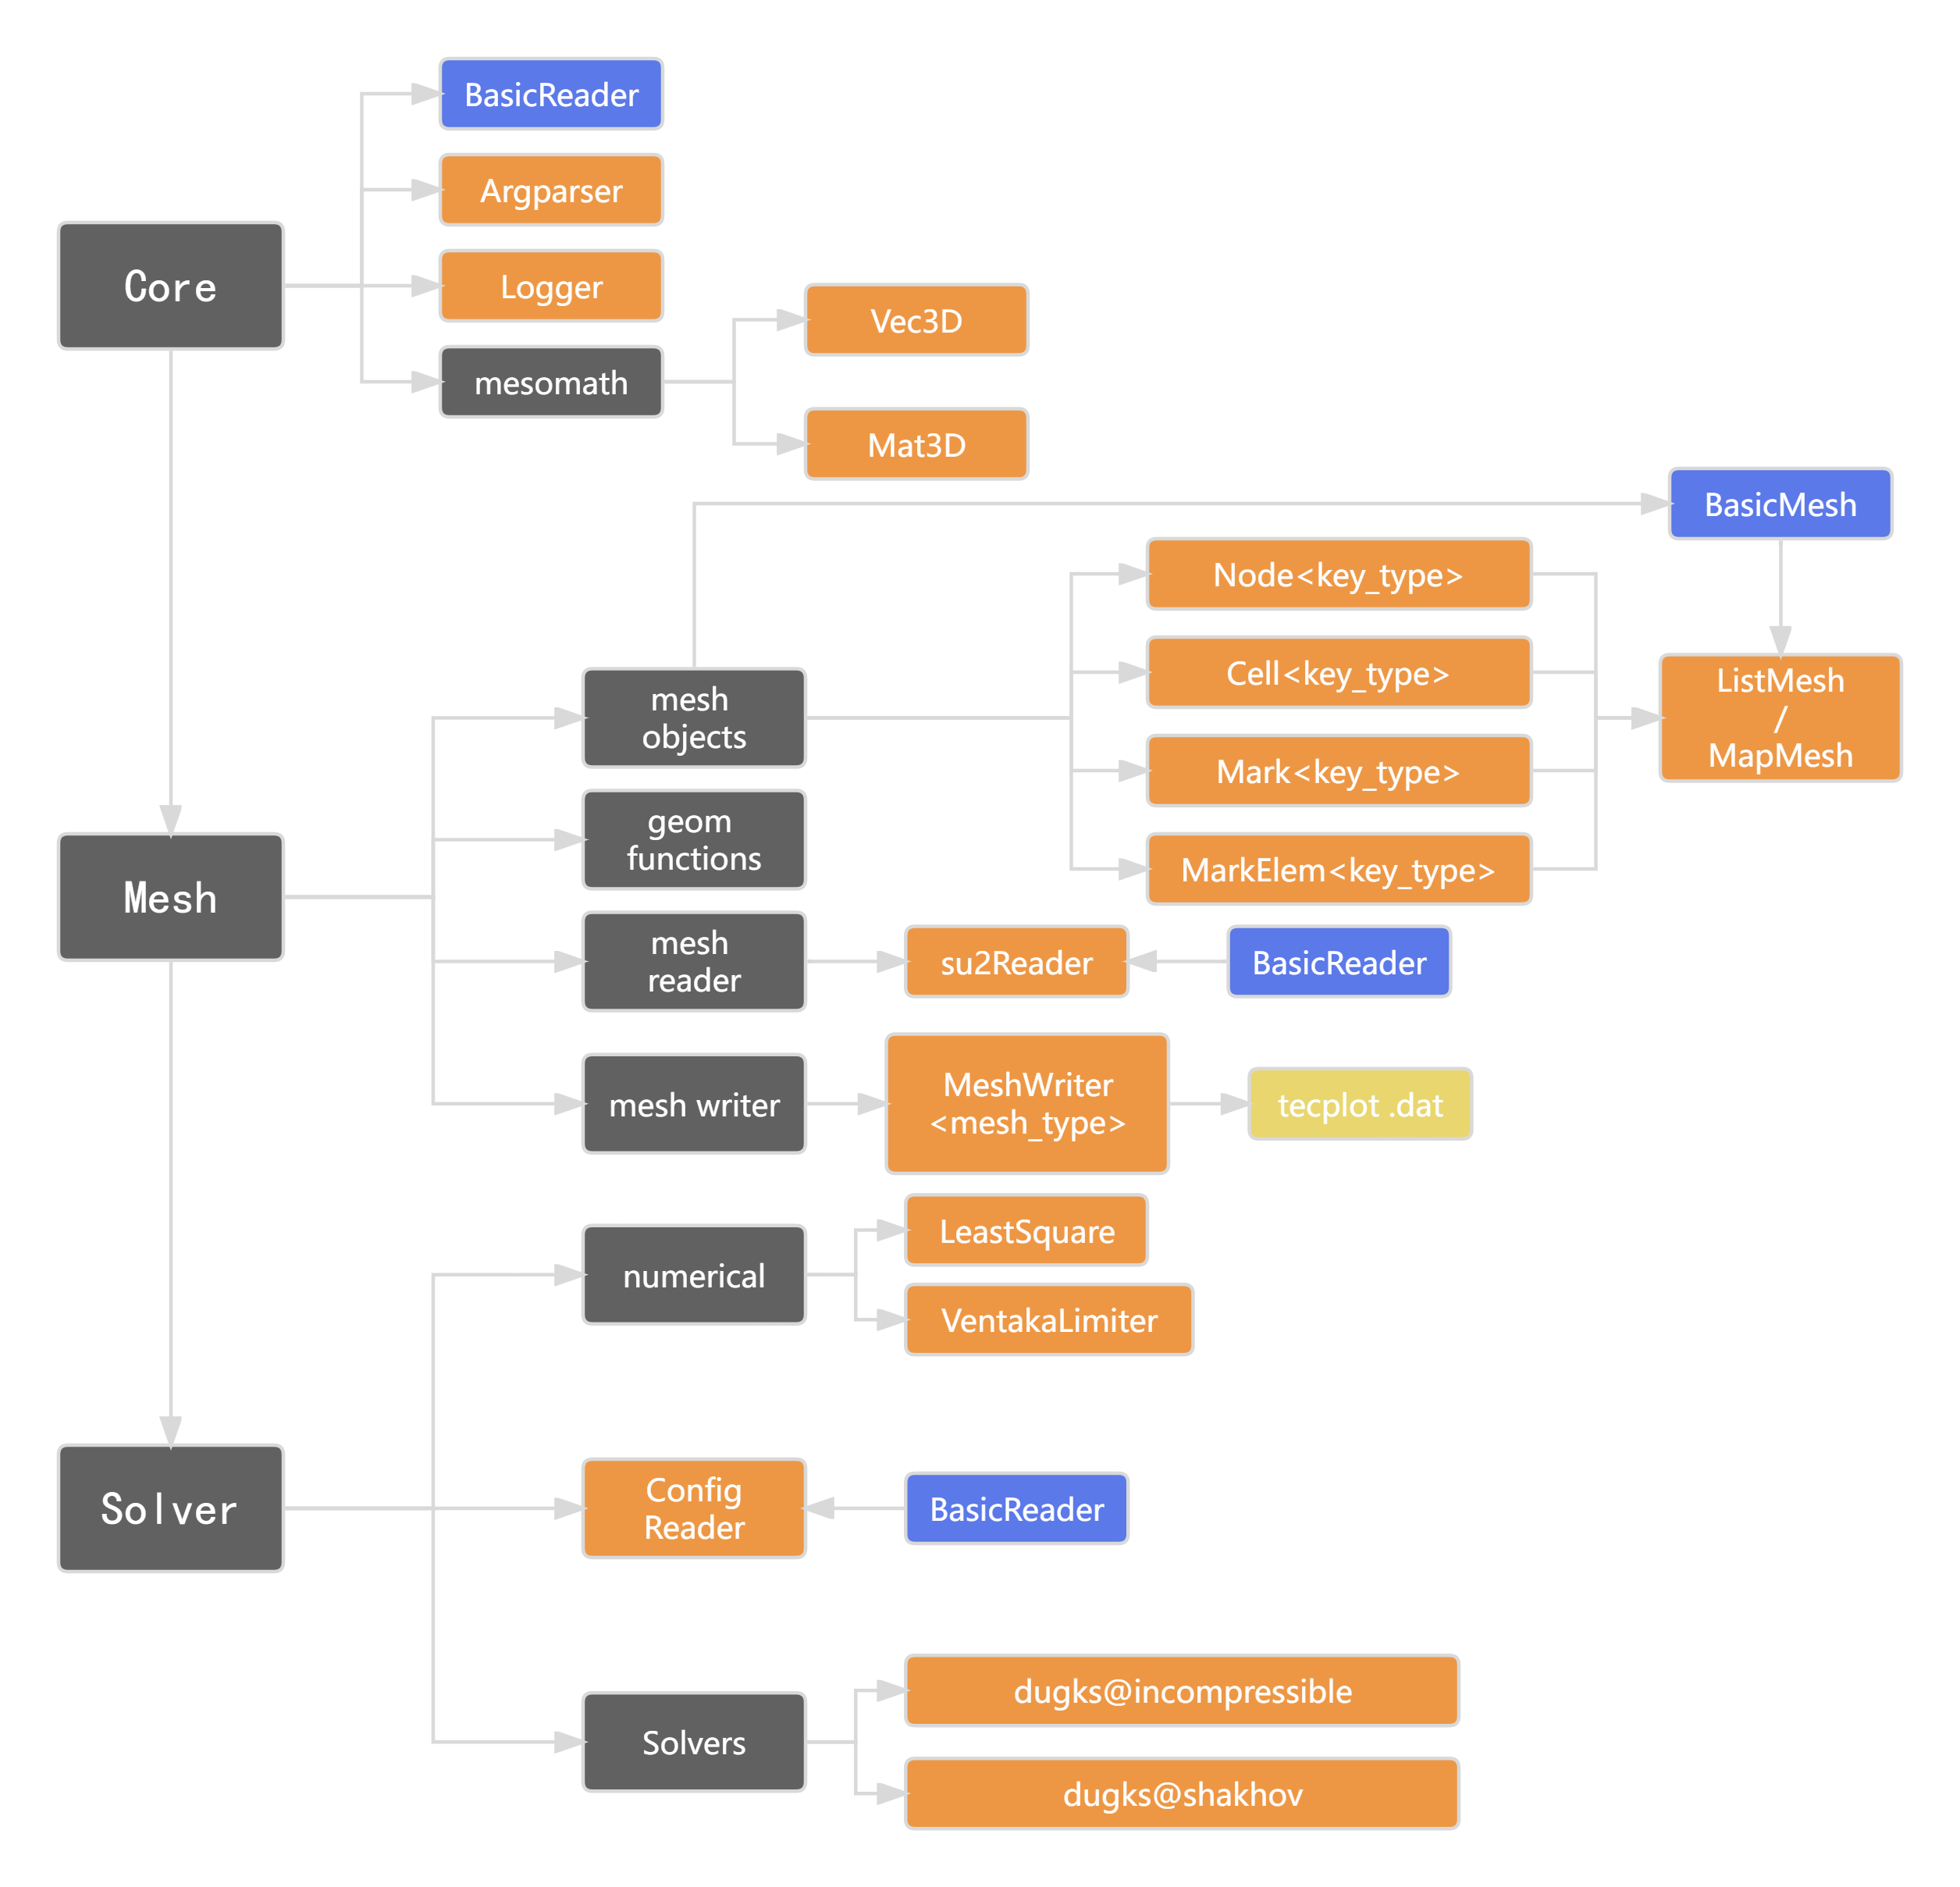 BasicReader
Argparser
Core
Logger
Vec3D
mesomath
Mat3D
BasicMesh
Node<key_type>
Cell<key_type>
mesh
objects
ListMesh
/
MapMesh
Mark<key_type>
geom
functions
MarkElem<key_type>
Mesh
mesh
reader
su2Reader
BasicReader
mesh writer
MeshWriter
<mesh_type>
tecplot .dat
LeastSquare
numerical
VentakaLimiter
Solver
Config
Reader
BasicReader
dugks@incompressible
Solvers
dugks@shakhov